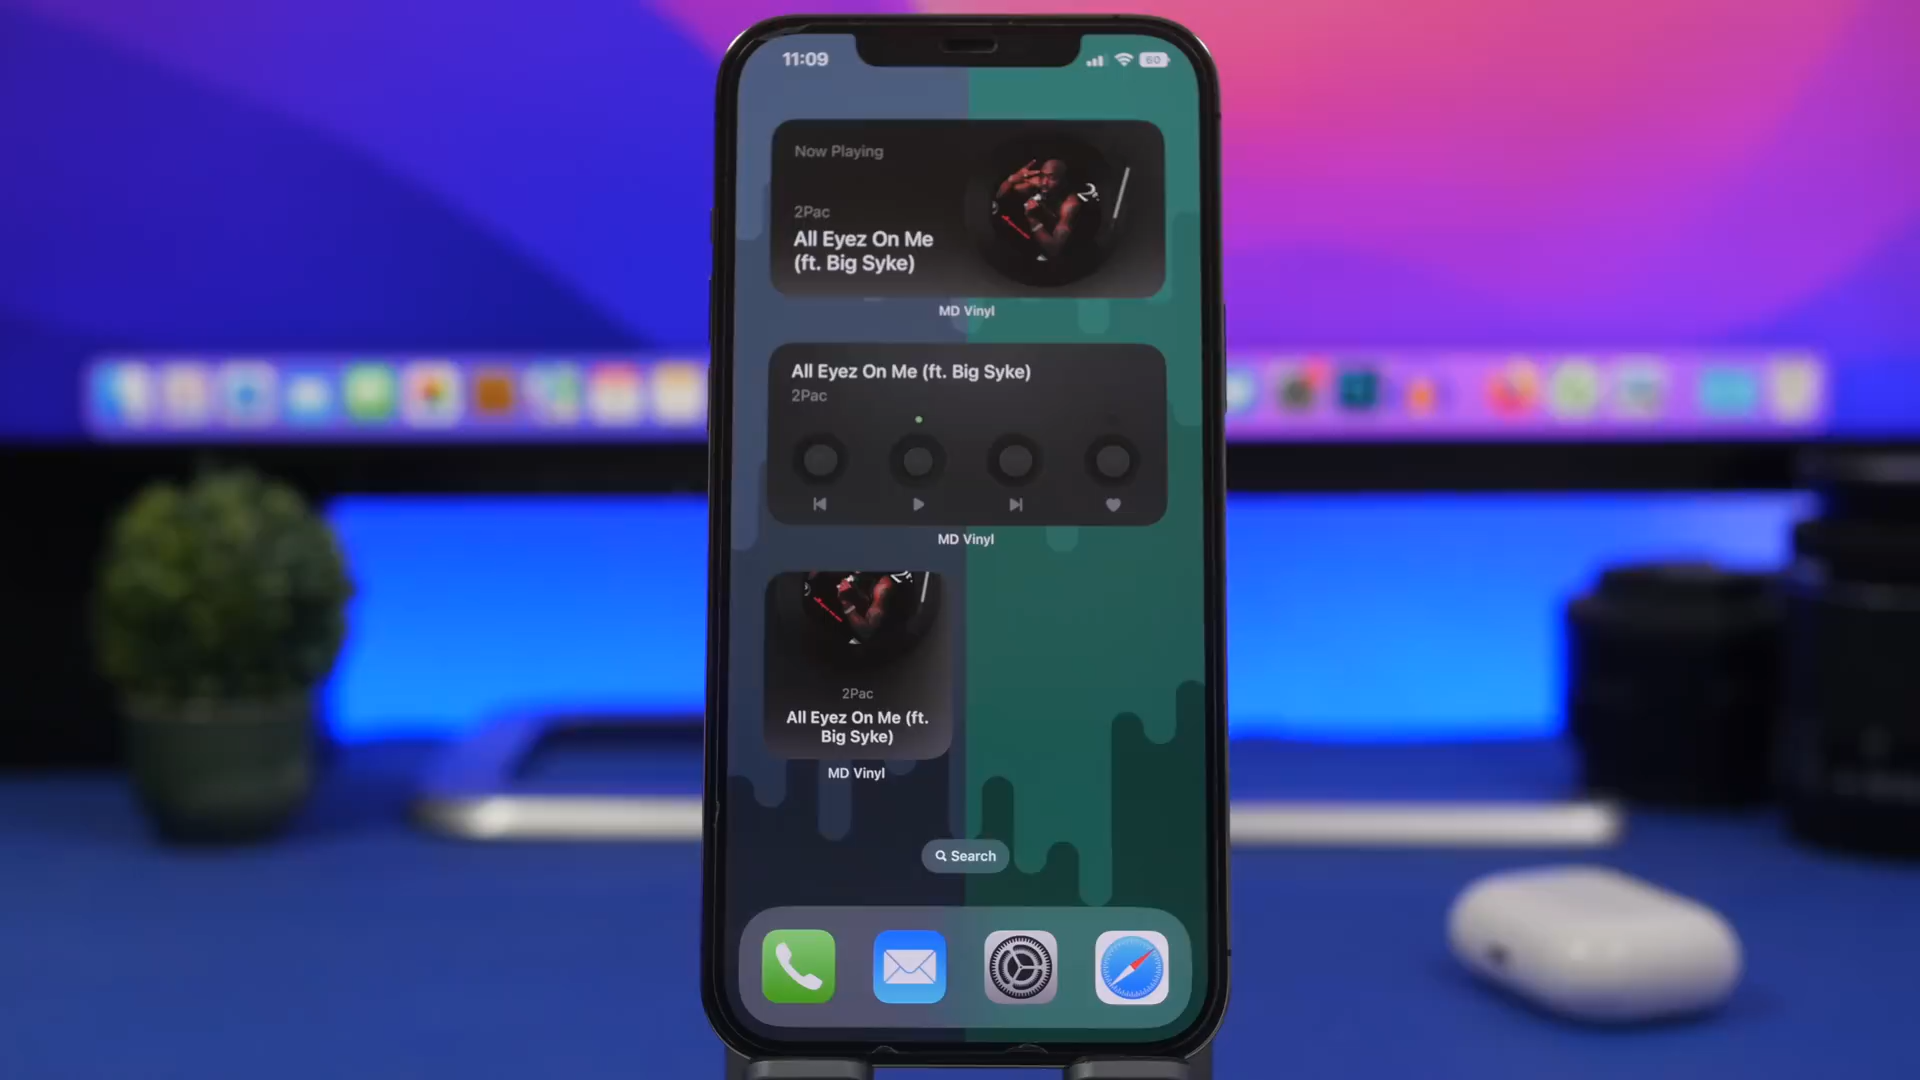 11:09
60
Now Playing
2Pac
All Eyez On Me
(ft. Big Syke)
MD Vinyl
All Eyez On Me (ft. Big Syke)
2Pac
MD Vinyl
2Pac
All Eyez On Me (ft.
Big Syke)
MD Vinyl
Search